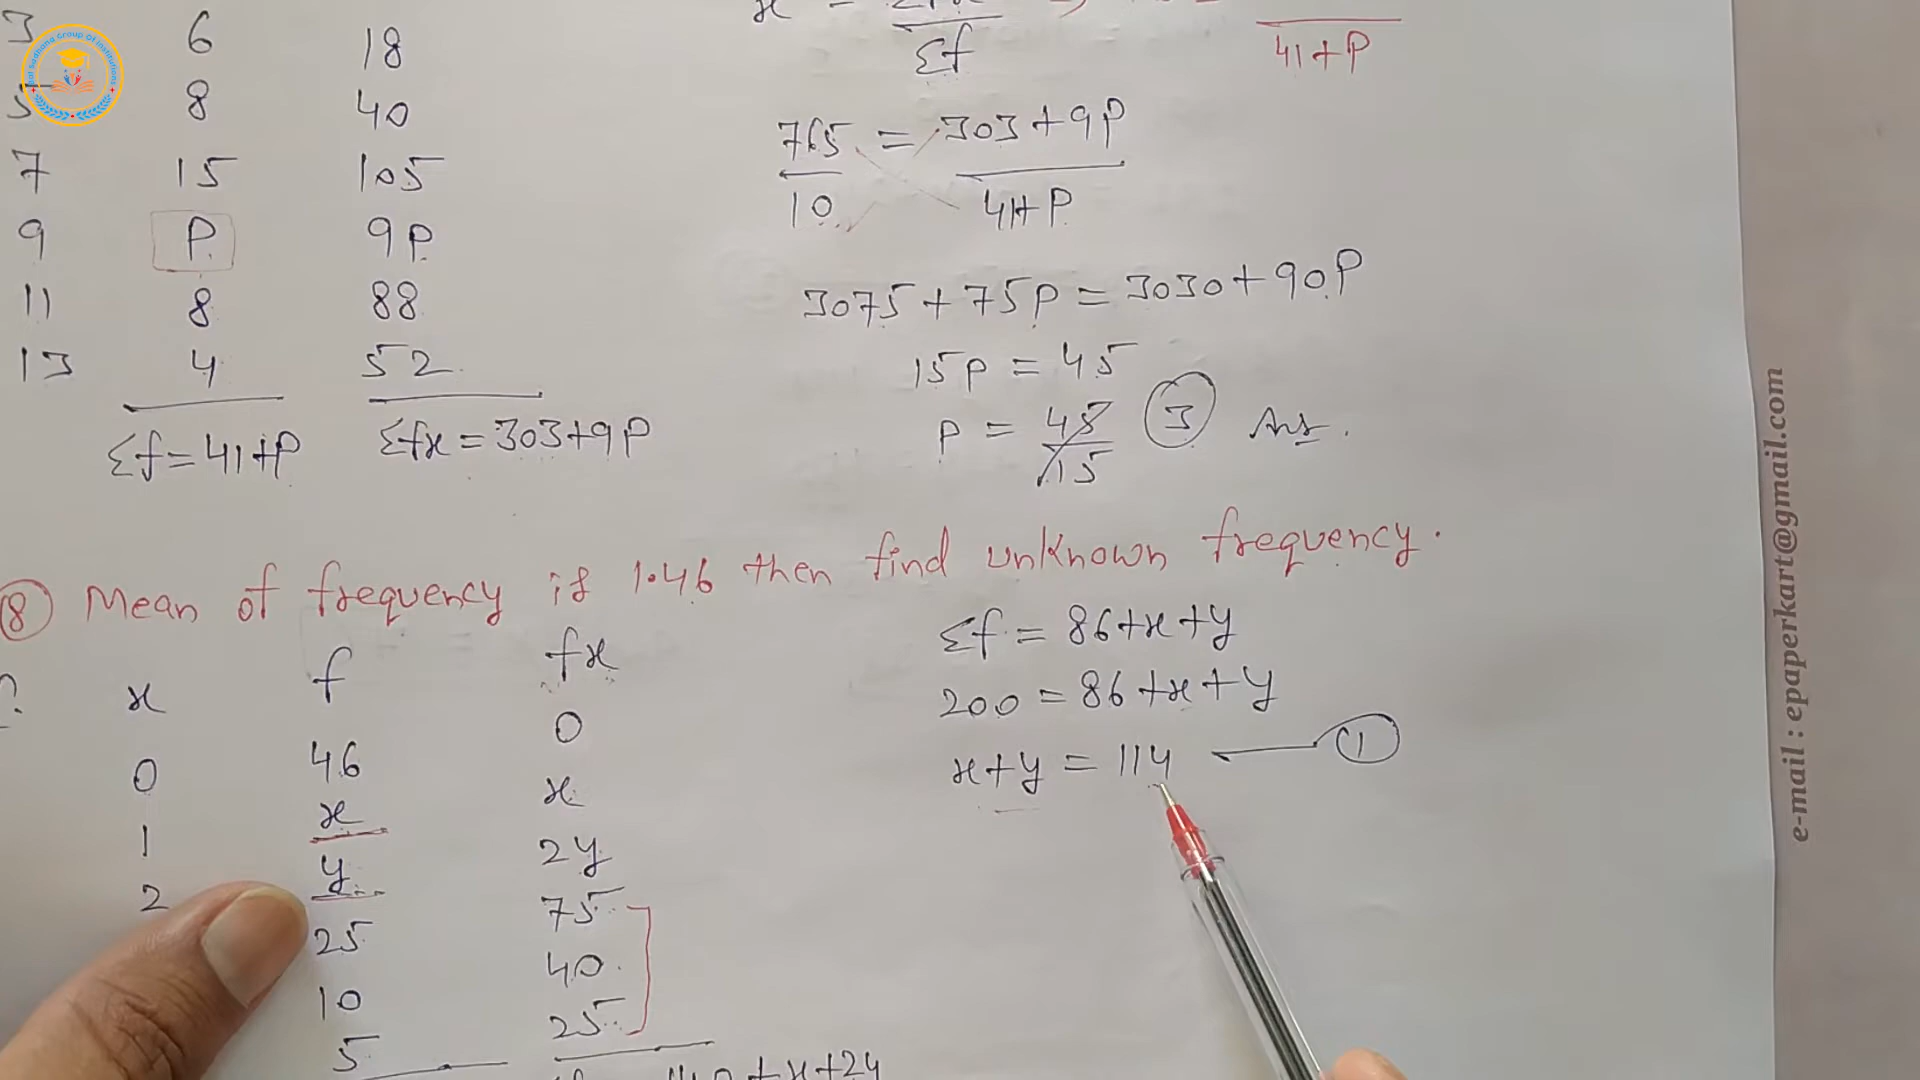 3 6 18
5 8 40
7 15 105
9 P 9P
11 8 88
13 4 52
Σf=41+P Σfx=303+9P
Σf 41+P
765 = 303+9P
10 41+P
3075+75P=3030+90P
15P = 45
P = 45 3 Ans.
15
8 Mean of frequency is 1.46 then find unknown frequency.
x f fx
0 46 0
1 x x
2 y 2y
25 75
10 40
5 25
Σf = 86+x+y
200 = 86+x+y
x+y = 114 1
e-mail : epaperkart@gmail.com